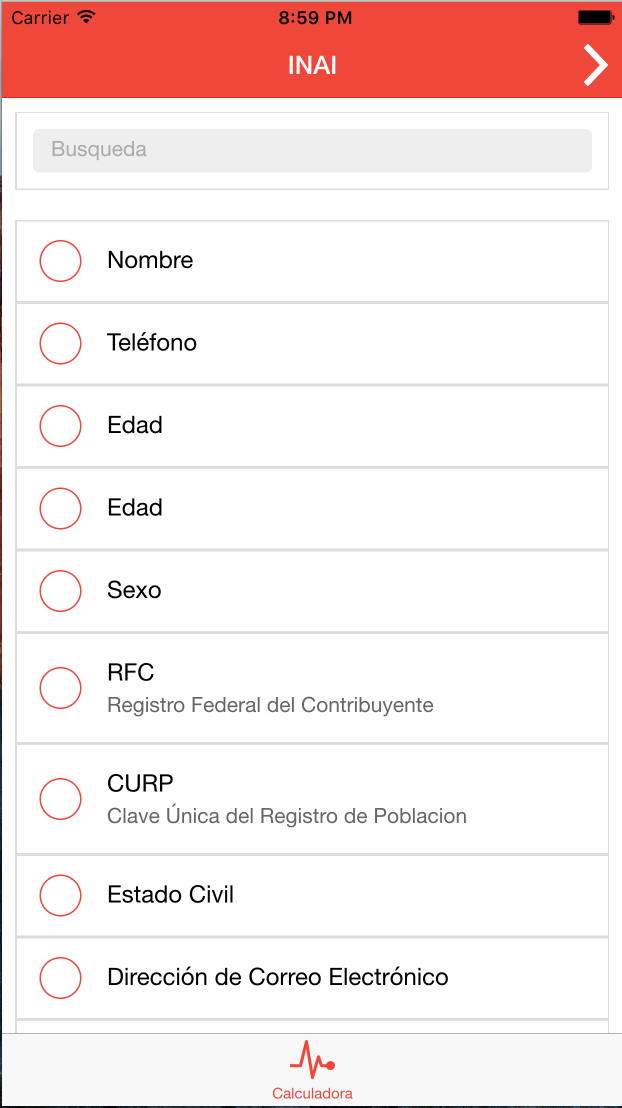 Carrier 8:59 PM
INAI
Busqueda
Nombre
Teléfono
Edad
Edad
Sexo
RFC
Registro Federal del Contribuyente
CURP
Clave Única del Registro de Poblacion
Estado Civil
Dirección de Correo Electrónico
Calculadora